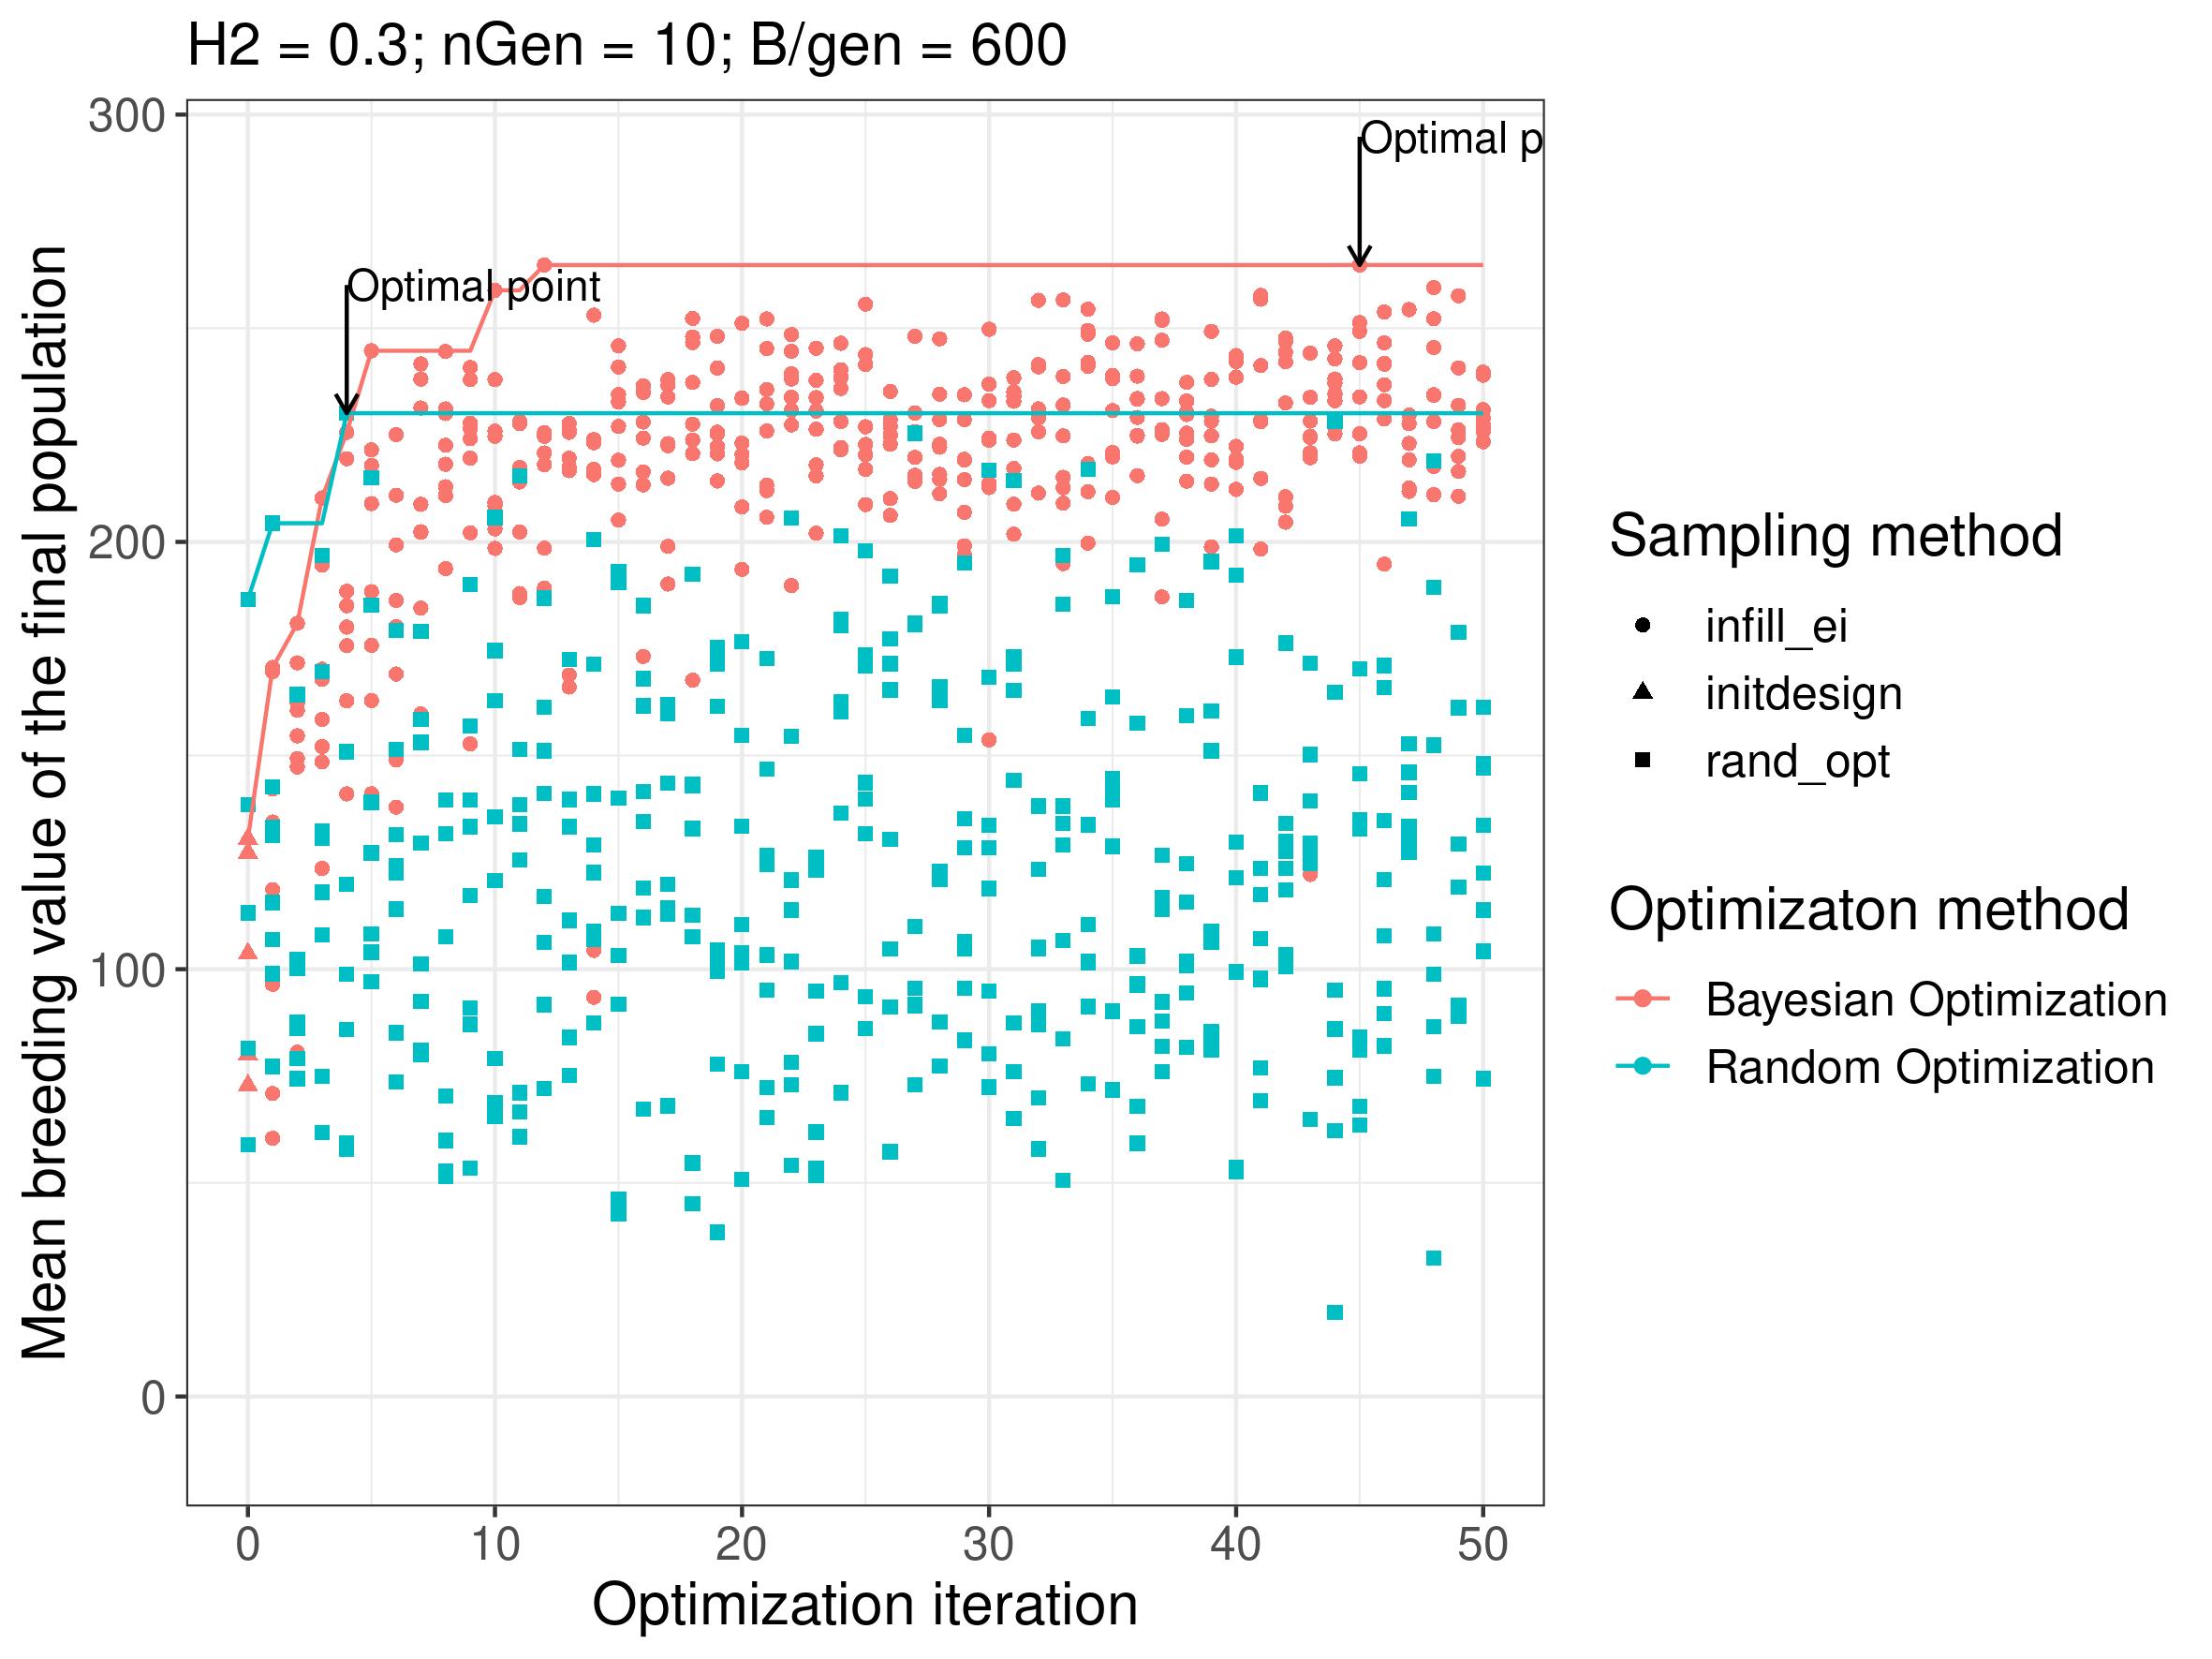 H2 = 0.3; nGen = 10; B/gen = 600
Mean breeding value of the final population
300
200
100
0
Optimal point
Optimal p
0 10 20 30 40 50
Optimization iteration
Sampling method
infill_ei
initdesign
rand_opt
Optimizaton method
Bayesian Optimization
Random Optimization